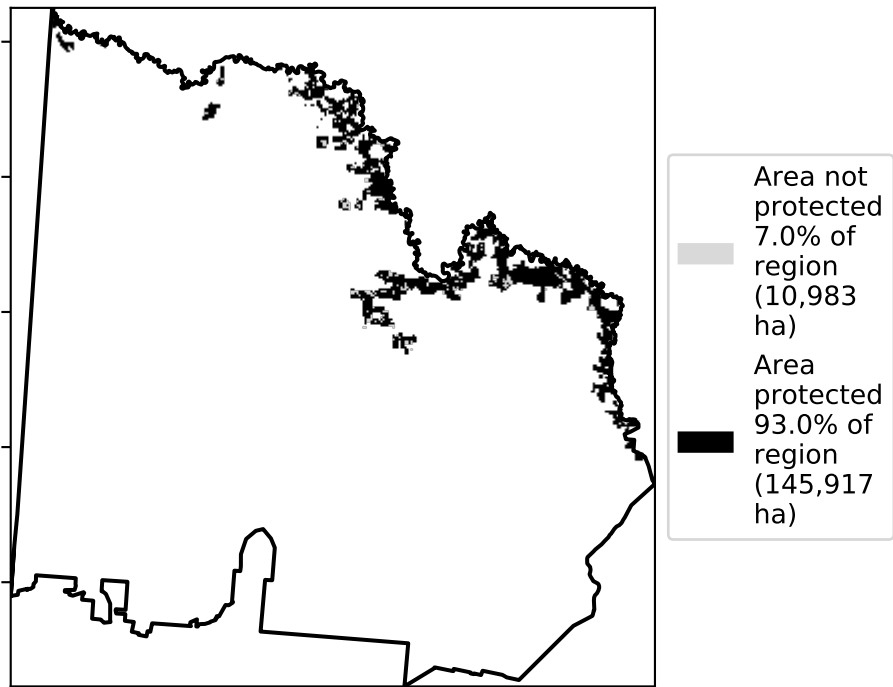 Area not
protected
7.0% of
region
(10,983
ha)
Area
protected
93.0% of
region
(145,917
ha)